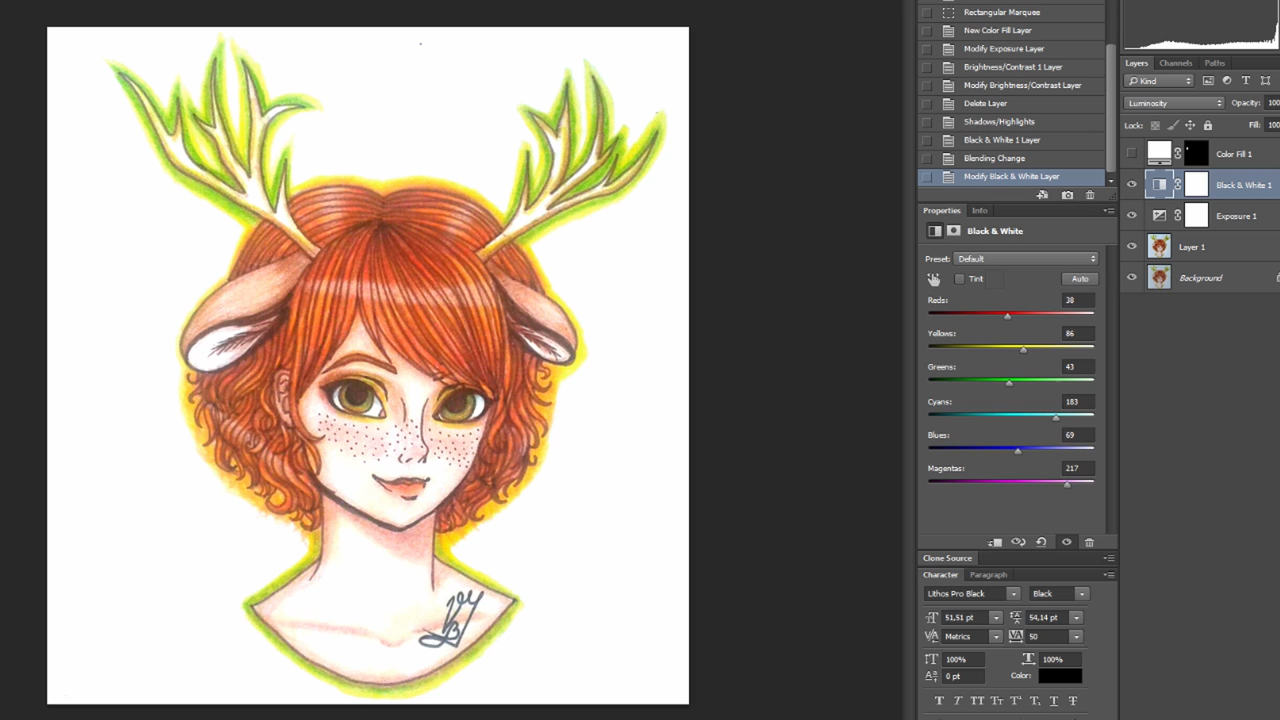 Rectangular Marquee
New Color Fill Layer
Modify Exposure Layer
Brightness/Contrast 1 Layer
Modify Brightness/Contrast Layer
Delete Layer
Shadows/Highlights
Black & White 1 Layer
Blending Change
Modify Black & White Layer
Properties Info
Black & White
Preset: Default
Tint Auto
Reds: 38
Yellows: 86
Greens: 43
Cyans: 183
Blues: 69
Magentas: 217
Clone Source
Character Paragraph
Lithos Pro Black Black
51,51 pt 54,14 pt
Metrics 50
100% 100%
0 pt Color:
Layers Channels Paths
Kind
Luminosity Opacity: 100
Lock: Fill: 100
Color Fill 1
Black & White 1
Exposure 1
Layer 1
Background